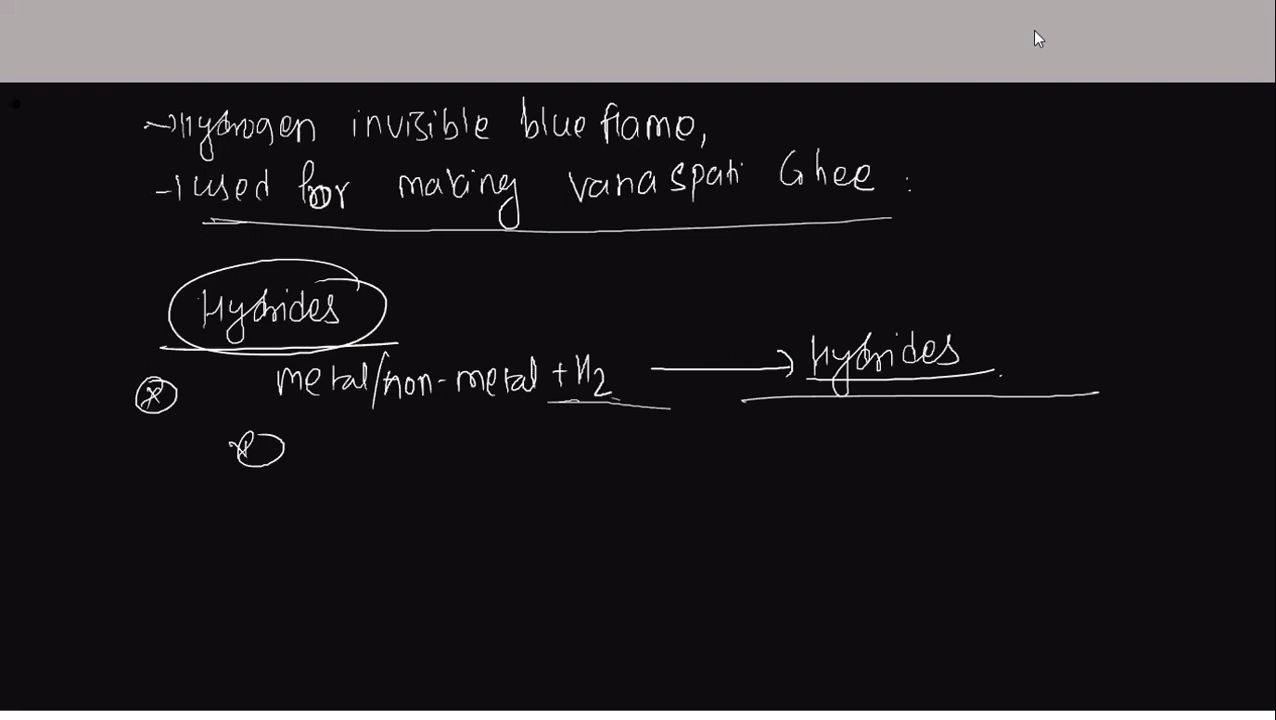 →Hydrogen invisible blue flame,
→ used for making vanaspati Ghee :
Hydrides
metal/non-metal + H2 → Hydrides